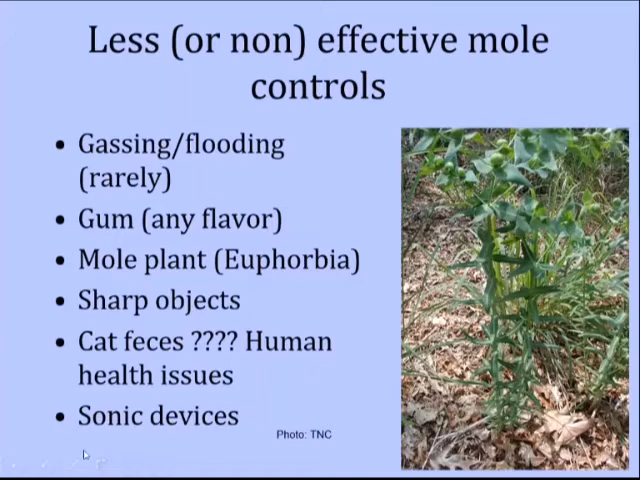 Less (or non) effective mole
controls
• Gassing/flooding
(rarely)
• Gum (any flavor)
• Mole plant (Euphorbia)
• Sharp objects
• Cat feces ???? Human
health issues
• Sonic devices
Photo: TNC